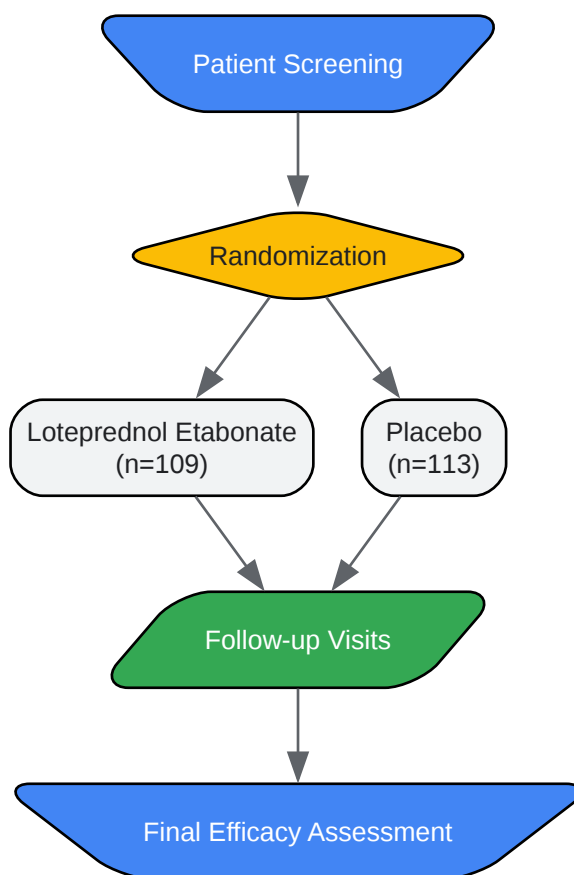 Patient Screening
Randomization
Loteprednol Etabonate
(n=109)
Placebo
(n=113)
Follow-up Visits
Final Efficacy Assessment